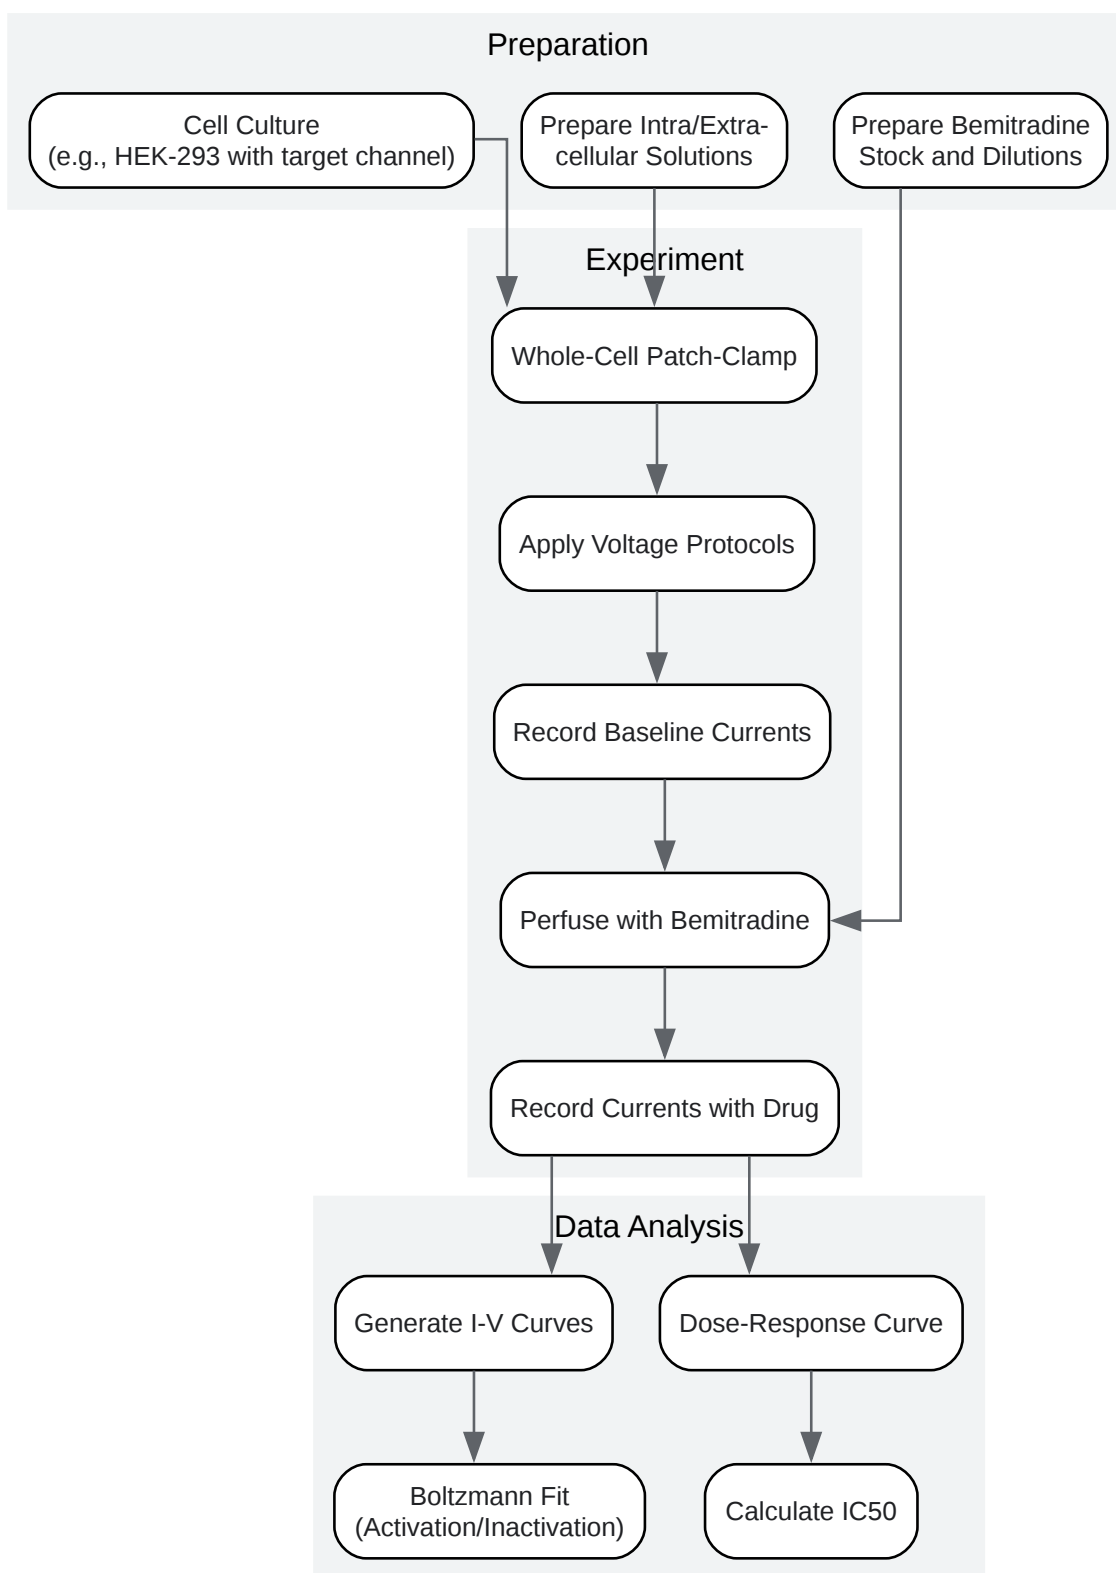 Preparation
Cell Culture
(e.g., HEK-293 with target channel)
Prepare Intra/Extra-
cellular Solutions
Prepare Bemitradine
Stock and Dilutions
Experiment
Whole-Cell Patch-Clamp
Apply Voltage Protocols
Record Baseline Currents
Perfuse with Bemitradine
Record Currents with Drug
Data Analysis
Generate I-V Curves
Dose-Response Curve
Boltzmann Fit
(Activation/Inactivation)
Calculate IC50